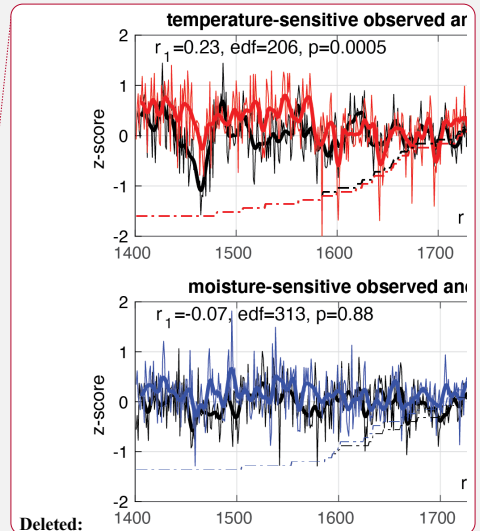 temperature-sensitive observed ar
r1=0.23, edf=206, p=0.0005
2
1
0
-1
-2
z-score
r
1400 1500 1600 1700
moisture-sensitive observed and
r1=-0.07, edf=313, p=0.88
2
1
0
-1
-2
z-score
r
1400 1500 1600 1700
Deleted: